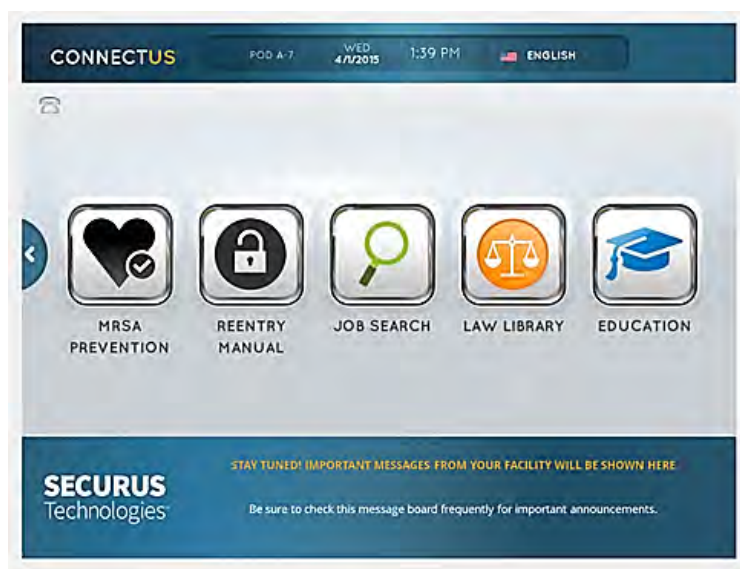 CONNECTUS
POD A-7
WED
4/1/2015
1:39 PM
ENGLISH
MRSA
PREVENTION
REENTRY
MANUAL
JOB SEARCH
LAW LIBRARY
EDUCATION
STAY TUNED! IMPORTANT MESSAGES FROM YOUR FACILITY WILL BE SHOWN HERE
SECURUS
Technologies
Be sure to check this message board frequently for important announcements.